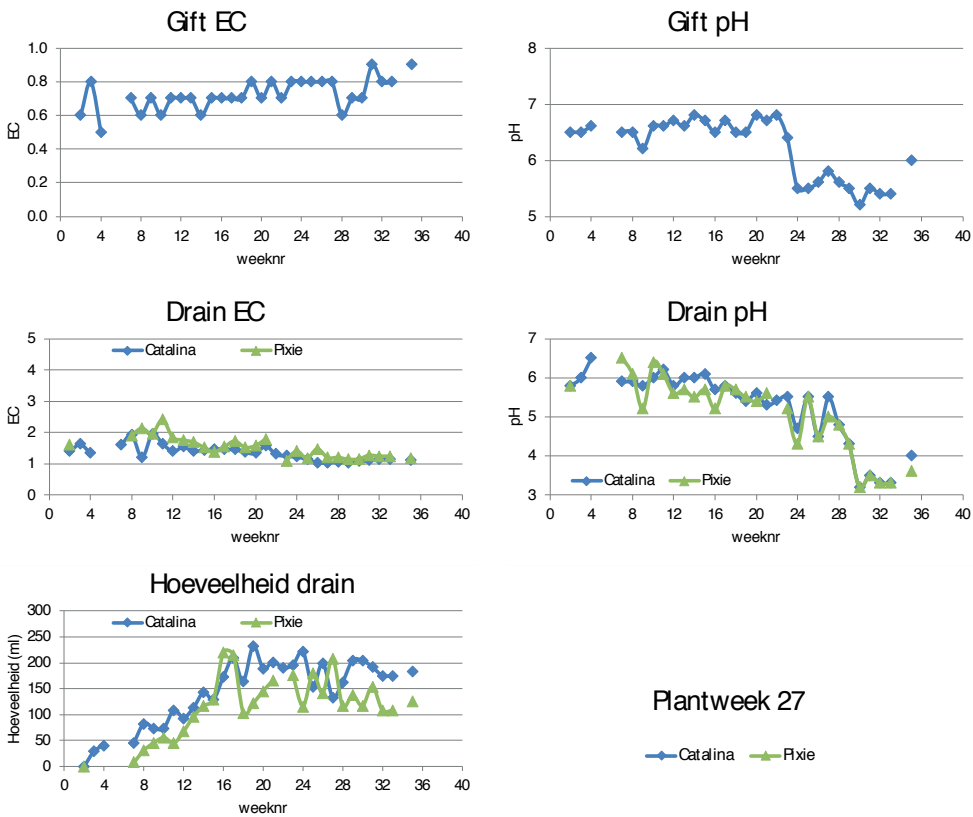 Gift EC
1.0
0.8
0.6
0.4
0.2
0.0
EC
0 4 8 12 16 20 24 28 32 36 40
weeknr
Gift pH
8
7
6
5
pH
0 4 8 12 16 20 24 28 32 36 40
weeknr
Drain EC
Catalina Pixie
5
4
3
2
1
0
EC
0 4 8 12 16 20 24 28 32 36 40
weeknr
Drain pH
7
6
5
4
3
pH
Catalina Pixie
0 4 8 12 16 20 24 28 32 36 40
weeknr
Hoeveelheid drain
Catalina Pixie
300
250
200
150
100
50
0
Hoeveelheid (ml)
0 4 8 12 16 20 24 28 32 36 40
weeknr
Plantweek 27
Catalina Pixie